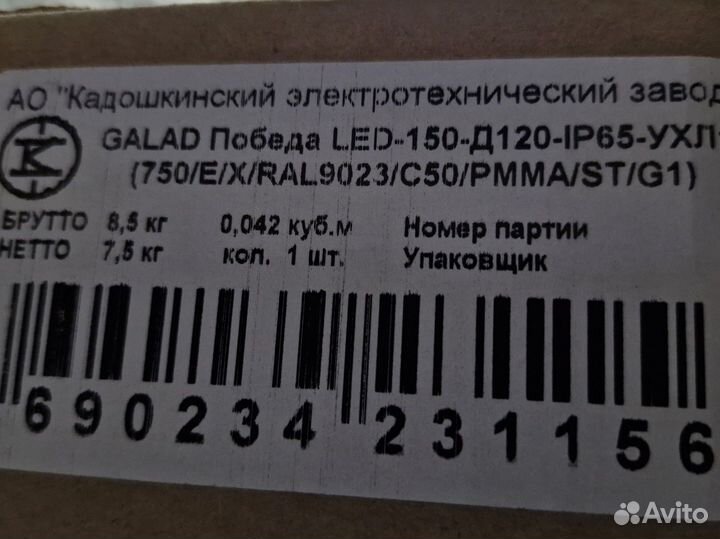 АО "Кадошкинский электротехнический завод
GALAD Победа LED-150-Д120-IP65-УХЛ
(750/E/X/RAL9023/C50/PMMA/ST/G1)
БРУТТО 8,5 кг 0,042 куб.м Номер партии
НЕТТО 7,5 кг кол. 1 шт. Упаковщик
690234 231156
Avito